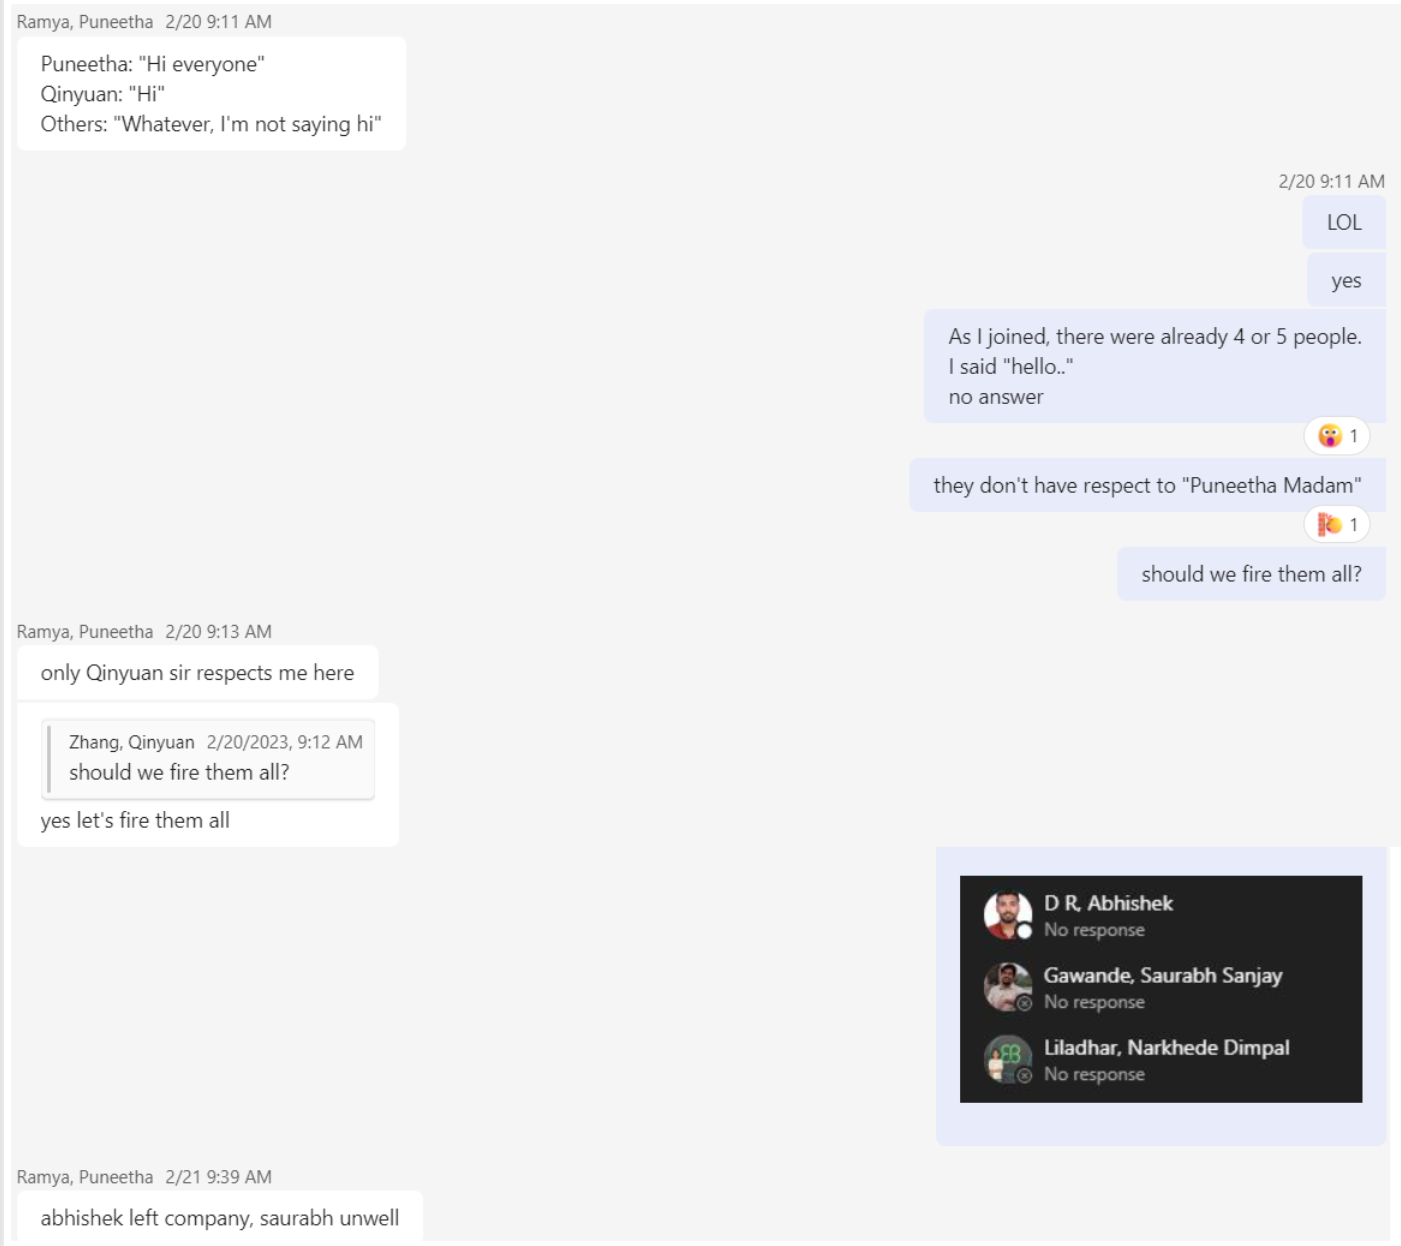 Ramya, Puneetha 2/20 9:11 AM
Puneetha: "Hi everyone"
Qinyuan: "Hi"
Others: "Whatever, I'm not saying hi"
2/20 9:11 AM
LOL
yes
As I joined, there were already 4 or 5 people.
I said "hello.."
no answer
1
they don't have respect to "Puneetha Madam"
1
should we fire them all?
Ramya, Puneetha 2/20 9:13 AM
only Qinyuan sir respects me here
Zhang, Qinyuan 2/20/2023, 9:12 AM
should we fire them all?
yes let's fire them all
D R, Abhishek
No response
Gawande, Saurabh Sanjay
No response
EB
Liladhar, Narkhede Dimpal
No response
Ramya, Puneetha 2/21 9:39 AM
abhishek left company, saurabh unwell